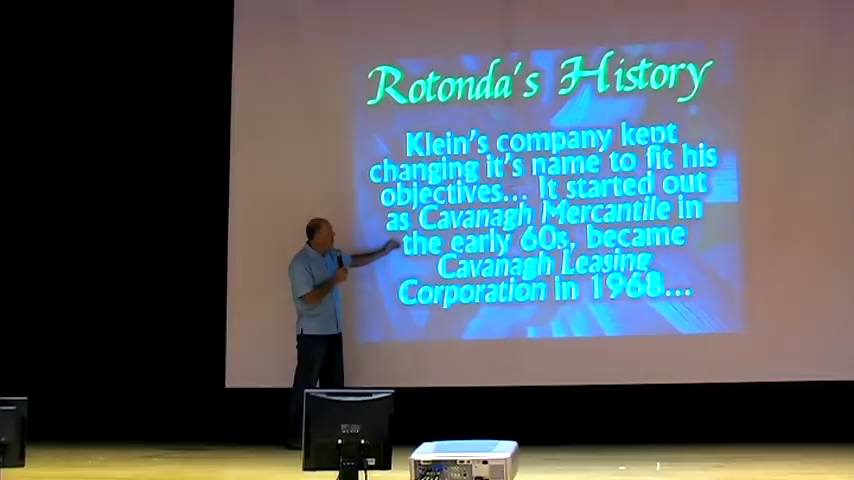 Rotonda's History
Klein's company kept
changing it's name to fit his
objectives... It started out
as Cavanagh Mercantile in
the early 60s, became
Cavanagh Leasing
Corporation in 1968...